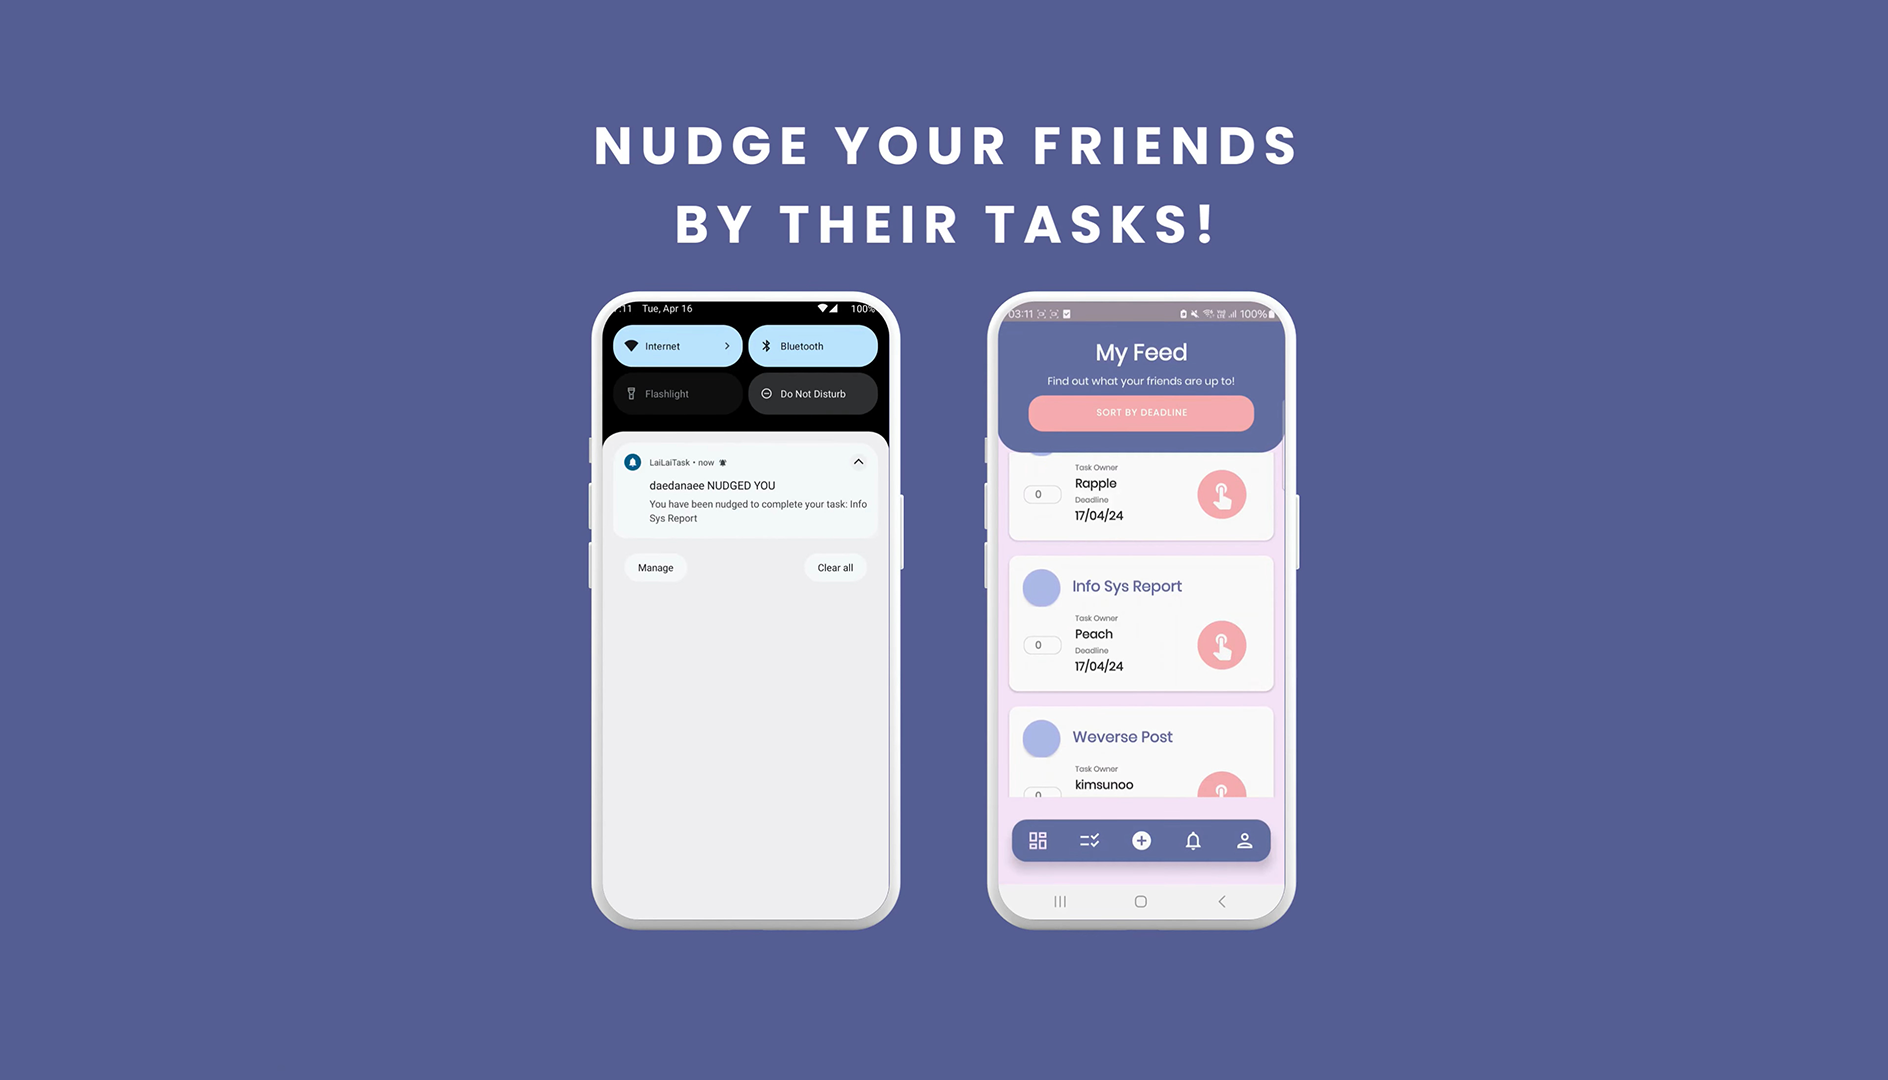 NUDGE YOUR FRIENDS
BY THEIR TASKS!
:11 Tue, Apr 16 100%
Internet
Bluetooth
Flashlight
Do Not Disturb
LaiLaiTask • now
daedanaee NUDGED YOU
You have been nudged to complete your task: Info
Sys Report
Manage
Clear all
03:11 100%
My Feed
Find out what your friends are up to!
SORT BY DEADLINE
Task Owner
Rapple
0
Deadline
17/04/24
Info Sys Report
Task Owner
Peach
0
Deadline
17/04/24
Weverse Post
Task Owner
kimsunoo
0